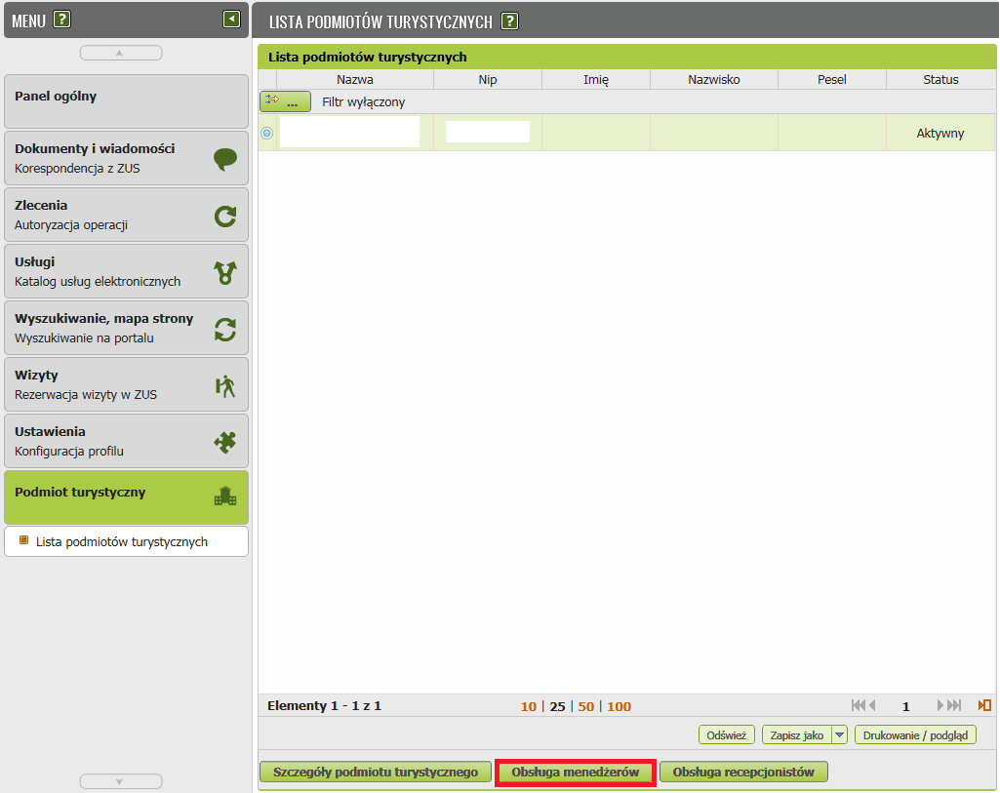 MENU ?
LISTA PODMIOTÓW TURYSTYCZNYCH ?
Panel ogólny
Dokumenty i wiadomości
Korespondencja z ZUS
Zlecenia
Autoryzacja operacji
Usługi
Katalog usług elektronicznych
Wyszukiwanie, mapa strony
Wyszukiwanie na portalu
Wizyty
Rezerwacja wizyty w ZUS
Ustawienia
Konfiguracja profilu
Podmiot turystyczny
Lista podmiotów turystycznych
Lista podmiotów turystycznych
Nazwa Nip Imię Nazwisko Pesel Status
... Filtr wyłączony
Aktywny
Elementy 1 - 1 z 1 10 | 25 | 50 | 100 1
Odśwież Zapisz jako Drukowanie / podgląd
Szczegóły podmiotu turystycznego Obsługa menedżerów Obsługa recepcjonistów